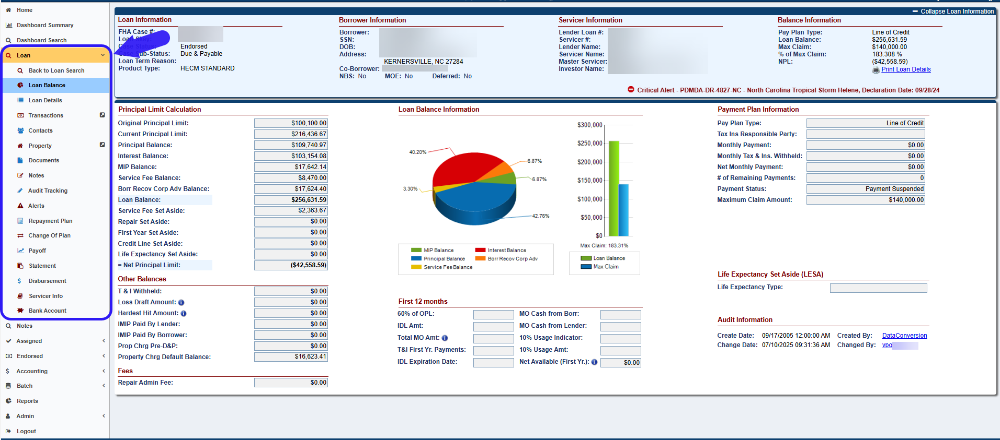 Home
Dashboard Summary
Dashboard Search
Loan
Back to Loan Search
Loan Balance
Loan Details
Transactions
Contacts
Property
Documents
Notes
Audit Tracking
Alerts
Repayment Plan
Change Of Plan
Payoff
Statement
Disbursement
Servicer Info
Bank Account
Notes
Assigned
Endorsed
Accounting
Batch
Reports
Admin
Logout
Collapse Loan Information
Loan Information
FHA Case #:
Loan Skey:
Case Status: Endorsed
Case Sub-Status: Due & Payable
Loan Term Reason:
Product Type: HECM STANDARD
Borrower Information
Borrower:
SSN:
DOB:
Address:
KERNERSVILLE, NC 27284
Co-Borrower:
NBS: No MOE: No Deferred: No
Servicer Information
Lender Loan #:
Servicer #:
Lender Name:
Servicer Name:
Master Servicer:
Investor Name:
Balance Information
Pay Plan Type: Line of Credit
Loan Balance: $256,631.59
Max Claim: $140,000.00
% of Max Claim: 183.308 %
NPL: ($42,558.59)
Print Loan Details
Critical Alert - PDMDA-DR-4827-NC - North Carolina Tropical Storm Helene, Declaration Date: 09/28/24
Principal Limit Calculation
Original Principal Limit: $100,100.00
Current Principal Limit: $216,436.67
Principal Balance: $109,740.97
Interest Balance: $103,154.08
MIP Balance: $17,642.14
Service Fee Balance: $8,470.00
Borr Recov Corp Adv Balance: $17,624.40
Loan Balance: $256,631.59
Service Fee Set Aside: $2,363.67
Repair Set Aside: $0.00
First Year Set Aside: $0.00
Credit Line Set Aside: $0.00
Life Expectancy Set Aside: $0.00
= Net Principal Limit: ($42,558.59)
Other Balances
T & I Withheld: $0.00
Loss Draft Amount: $0.00
Hardest Hit Amount: $0.00
IMIP Paid By Lender: $0.00
IMIP Paid By Borrower: $0.00
Prop Chrg Pre-D&P: $0.00
Property Chrg Default Balance: $16,623.41
Fees
Repair Admin Fee: $0.00
Loan Balance Information
40.20%
6.87%
6.87%
3.30%
42.76%
MIP Balance Interest Balance
Principal Balance Borr Recov Corp Adv
Service Fee Balance
$300,000
$250,000
$200,000
$150,000
$100,000
$50,000
$0
Max Claim: 183.31%
Loan Balance
Max Claim
First 12 months
60% of OPL: MO Cash from Borr:
IDL Amt: MO Cash from Lender:
Total MO Amt: 10% Usage Indicator:
T&I First Yr. Payments: 10% Usage Amt:
IDL Expiration Date: Net Available (First Yr.): $0.00
Payment Plan Information
Pay Plan Type: Line of Credit
Tax Ins Responsible Party:
Monthly Payment: $0.00
Monthly Tax & Ins. Withheld: $0.00
Net Monthly Payment: $0.00
# of Remaining Payments: 0
Payment Status: Payment Suspended
Maximum Claim Amount: $140,000.00
Life Expectancy Set Aside (LESA)
Life Expectancy Type:
Audit Information
Create Date: 09/17/2005 12:00:00 AM Created By: DataConversion
Change Date: 07/10/2025 09:31:36 AM Changed By: vpo